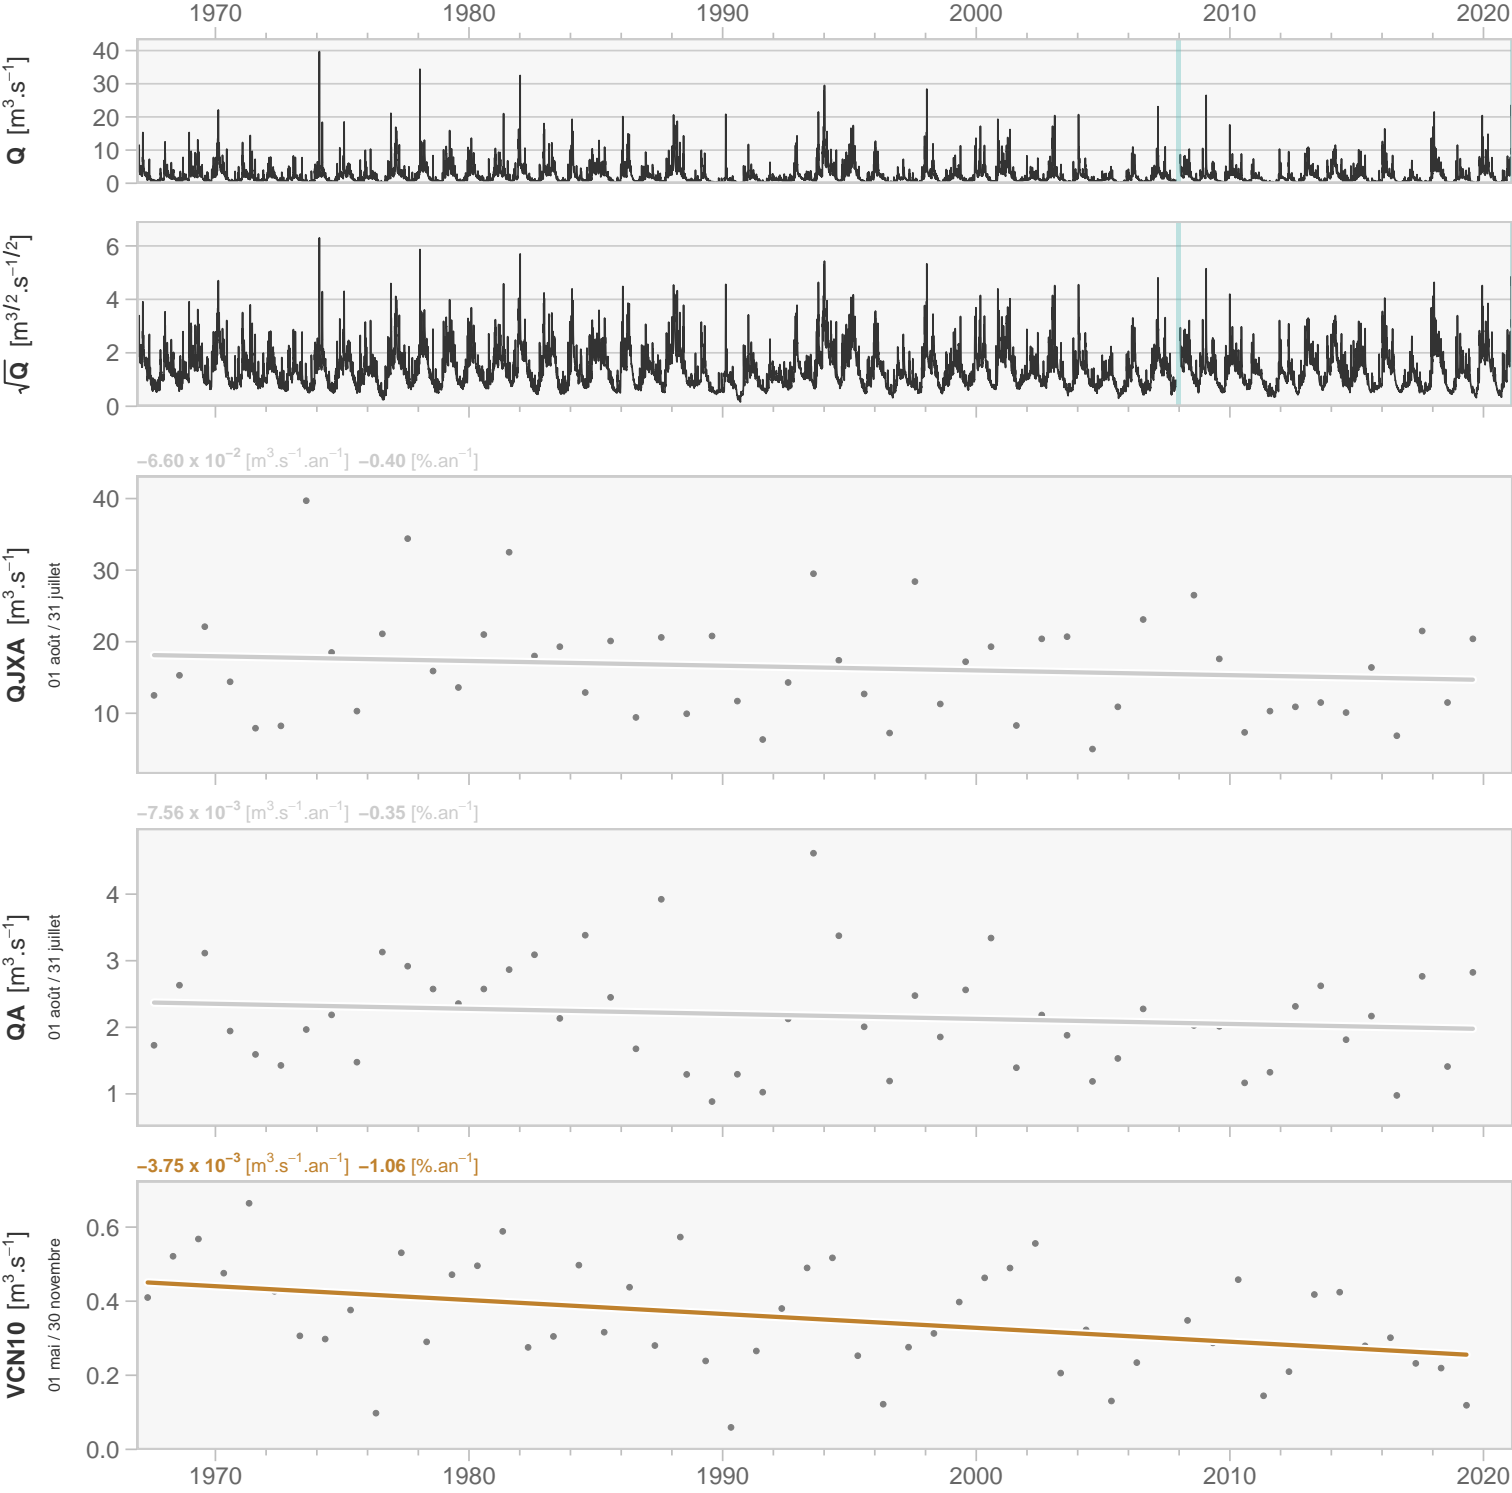 1970 1980 1990 2000 2010 2020
Q [m³.s⁻¹]
40
30
20
10
0
√Q [m³ᐟ².s⁻¹ᐟ²]
6
4
2
0
−6.60 x 10⁻² [m³.s⁻¹.an⁻¹] −0.40 [%.an⁻¹]
QJXA [m³.s⁻¹]
01 août / 31 juillet
40
30
20
10
−7.56 x 10⁻³ [m³.s⁻¹.an⁻¹] −0.35 [%.an⁻¹]
QA [m³.s⁻¹]
01 août / 31 juillet
4
3
2
1
−3.75 x 10⁻³ [m³.s⁻¹.an⁻¹] −1.06 [%.an⁻¹]
VCN10 [m³.s⁻¹]
01 mai / 30 novembre
0.6
0.4
0.2
0.0
1970 1980 1990 2000 2010 2020